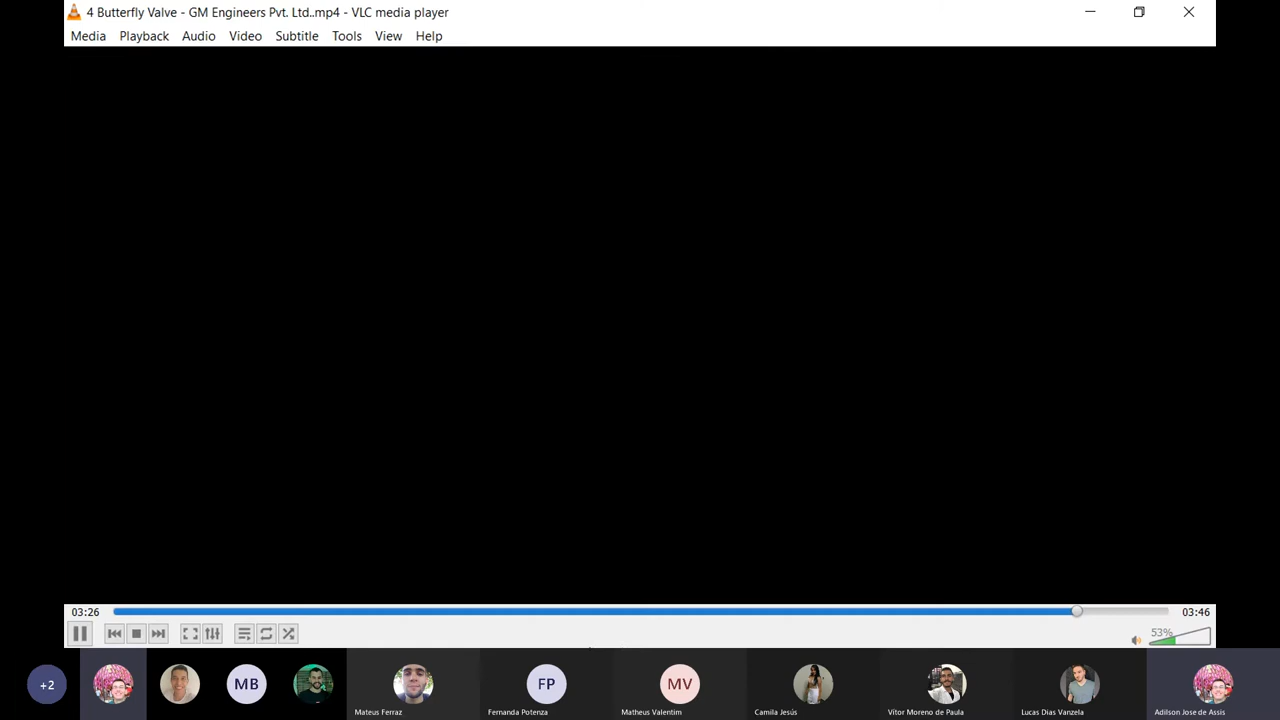 4 Butterfly Valve - GM Engineers Pvt. Ltd..mp4 - VLC media player
Media Playback Audio Video Subtitle Tools View Help
03:26 03:46
53%
+2 MB FP MV
Mateus Ferraz Fernanda Potenza Matheus Valentim Camila Jesús Vítor Moreno de Paula Lucas Dias Vanzela Adilson Jose de Assis